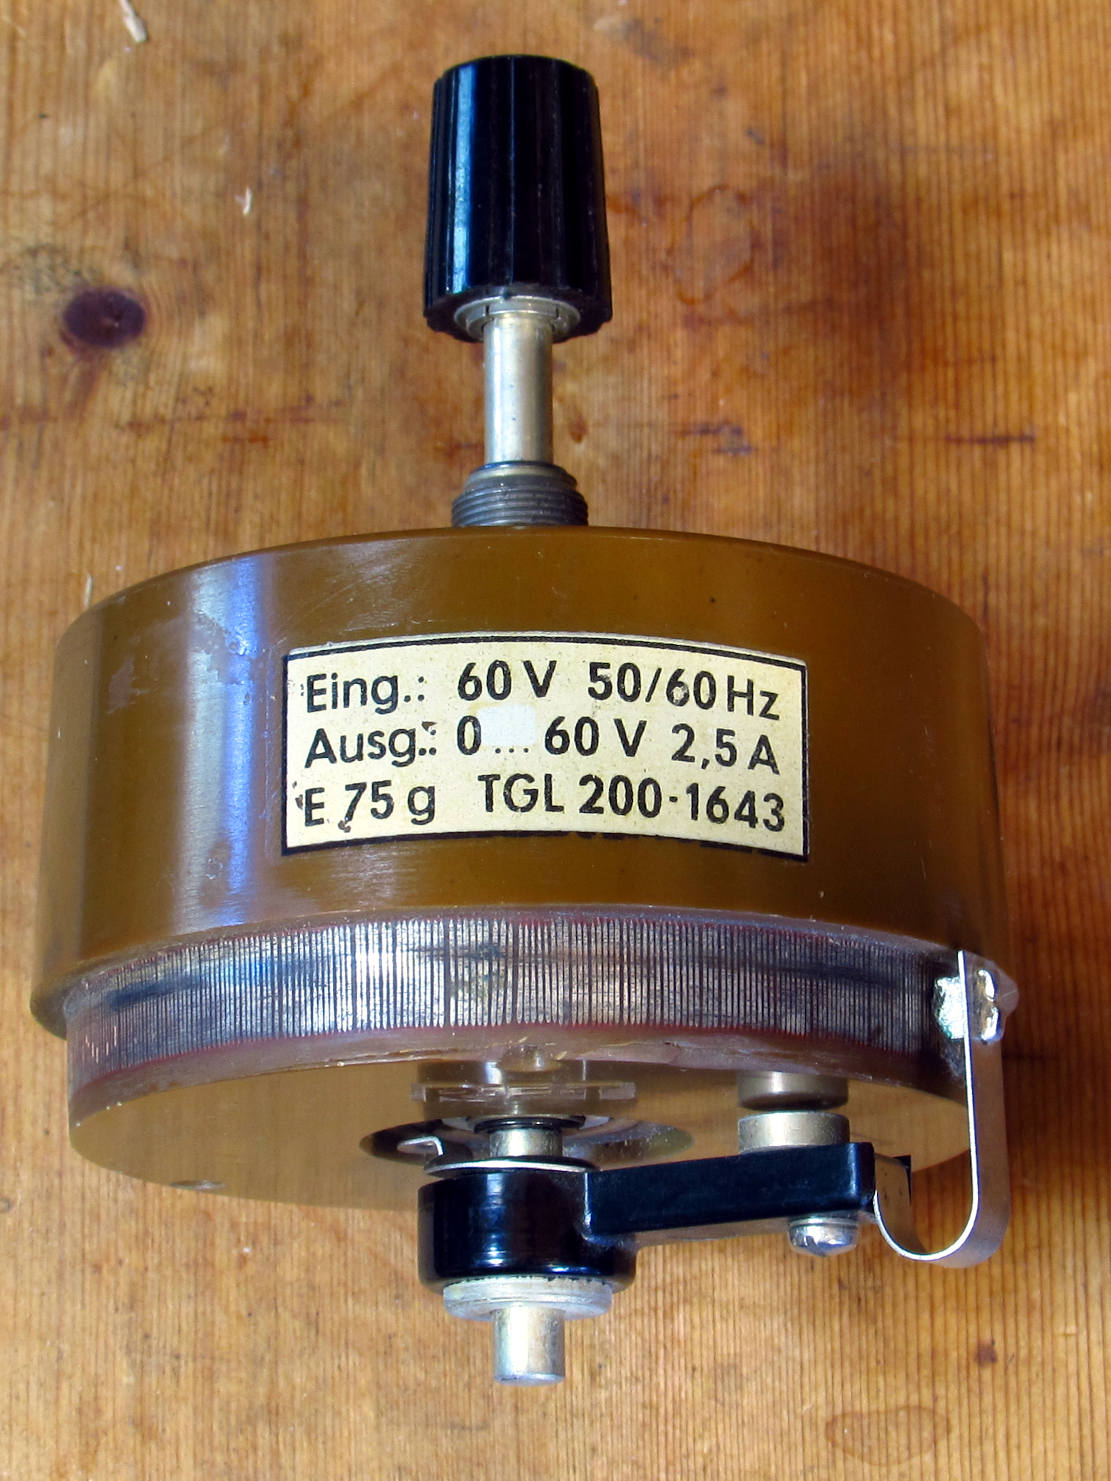 Eing.: 60 V 50/60 Hz
Ausg.: 0 ... 60 V 2,5 A
E 75 g TGL 200-1643